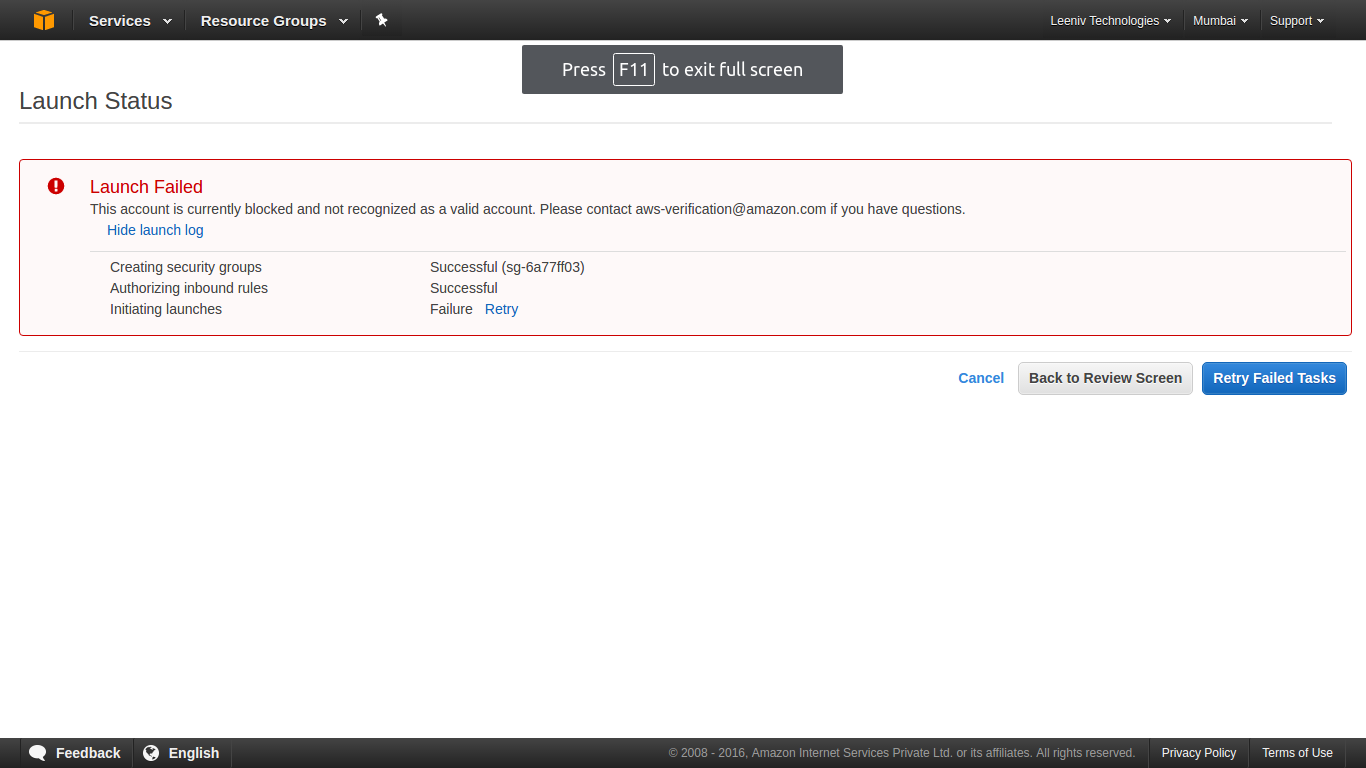 Services Resource Groups Leeniv Technologies Mumbai Support
Press F11 to exit full screen
Launch Status
Launch Failed
This account is currently blocked and not recognized as a valid account. Please contact aws-verification@amazon.com if you have questions.
Hide launch log
Creating security groups Successful (sg-6a77ff03)
Authorizing inbound rules Successful
Initiating launches Failure Retry
Cancel Back to Review Screen Retry Failed Tasks
Feedback English © 2008 - 2016, Amazon Internet Services Private Ltd. or its affiliates. All rights reserved. Privacy Policy Terms of Use